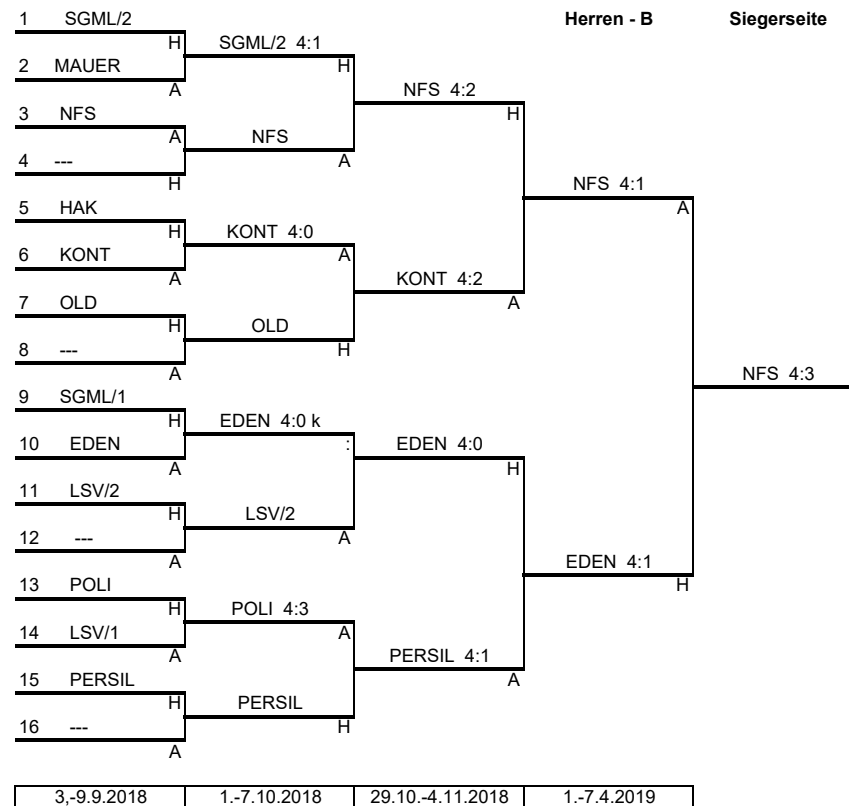 1 SGML/2 Herren - B Siegerseite
H SGML/2 4:1
2 MAUER H
A NFS 4:2
3 NFS H
A NFS
4 --- A
H NFS 4:1
5 HAK A
H KONT 4:0
6 KONT A
A KONT 4:2
7 OLD A
H OLD
8 --- H
A NFS 4:3
9 SGML/1
H EDEN 4:0 k
10 EDEN : EDEN 4:0
A H
11 LSV/2
H LSV/2
12 --- A
A EDEN 4:1
13 POLI H
H POLI 4:3
14 LSV/1 A
A PERSIL 4:1
15 PERSIL A
H PERSIL
16 --- H
A
3,-9.9.2018 1.-7.10.2018 29.10.-4.11.2018 1.-7.4.2019